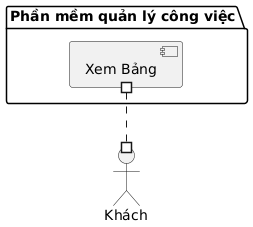 Phần mềm quản lý công việc
Xem Bảng
Khách